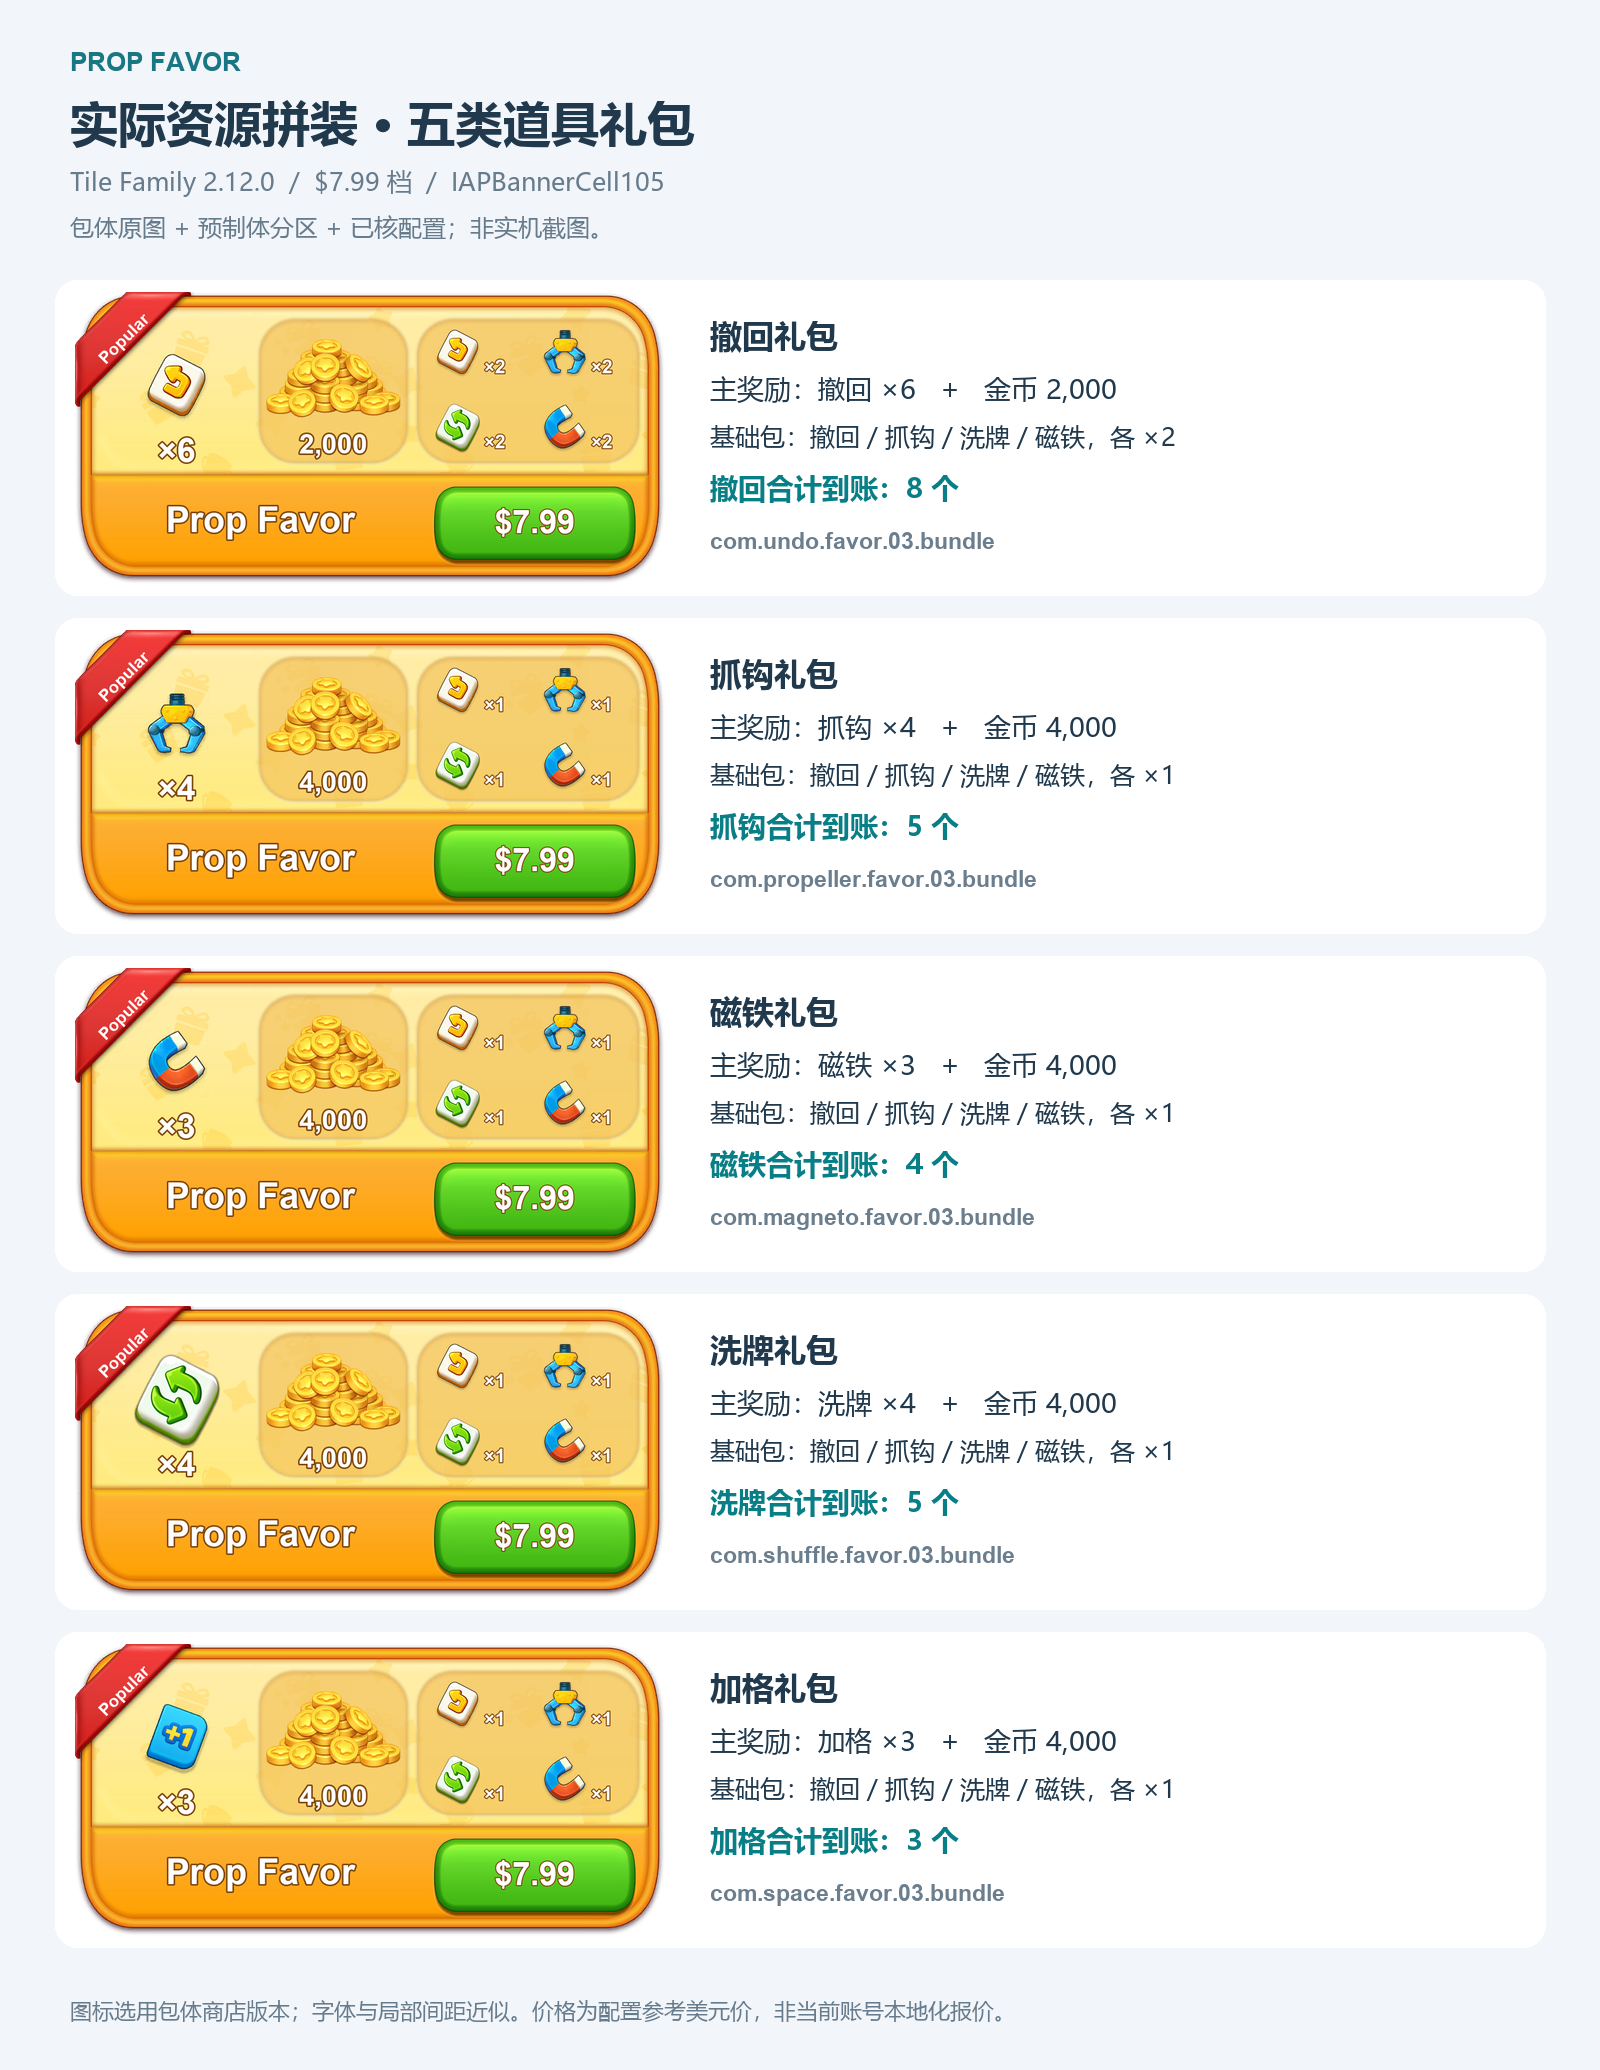 PROP FAVOR
实际资源拼装 • 五类道具礼包
Tile Family 2.12.0 / $7.99 档 / IAPBannerCell105
包体原图 + 预制体分区 + 已核配置；非实机截图。
Popular
×6
2,000
×2
×2
×2
×2
Prop Favor
$7.99
撤回礼包
主奖励：撤回 ×6 + 金币 2,000
基础包：撤回 / 抓钩 / 洗牌 / 磁铁，各 ×2
撤回合计到账：8 个
com.undo.favor.03.bundle
Popular
×4
4,000
×1
×1
×1
×1
Prop Favor
$7.99
抓钩礼包
主奖励：抓钩 ×4 + 金币 4,000
基础包：撤回 / 抓钩 / 洗牌 / 磁铁，各 ×1
抓钩合计到账：5 个
com.propeller.favor.03.bundle
Popular
×3
4,000
×1
×1
×1
×1
Prop Favor
$7.99
磁铁礼包
主奖励：磁铁 ×3 + 金币 4,000
基础包：撤回 / 抓钩 / 洗牌 / 磁铁，各 ×1
磁铁合计到账：4 个
com.magneto.favor.03.bundle
Popular
×4
4,000
×1
×1
×1
×1
Prop Favor
$7.99
洗牌礼包
主奖励：洗牌 ×4 + 金币 4,000
基础包：撤回 / 抓钩 / 洗牌 / 磁铁，各 ×1
洗牌合计到账：5 个
com.shuffle.favor.03.bundle
Popular
+1
×3
4,000
×1
×1
×1
×1
Prop Favor
$7.99
加格礼包
主奖励：加格 ×3 + 金币 4,000
基础包：撤回 / 抓钩 / 洗牌 / 磁铁，各 ×1
加格合计到账：3 个
com.space.favor.03.bundle
图标选用包体商店版本；字体与局部间距近似。价格为配置参考美元价，非当前账号本地化报价。